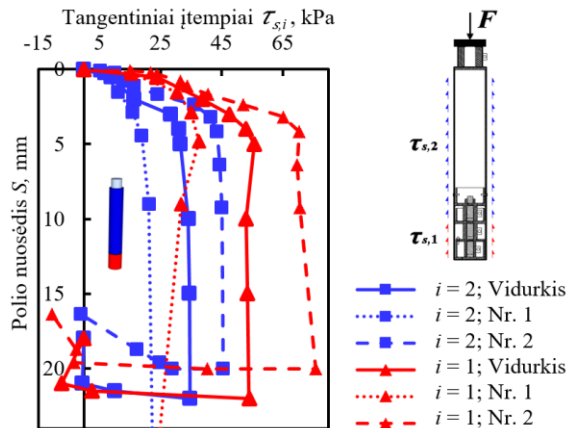 Tangentiniai įtempiai τs,i, kPa
-15 5 25 45 65
0
5
10
15
20
Polio nuosėdis S, mm
F
τs,2
τs,1
i = 2; Vidurkis
i = 2; Nr. 1
i = 2; Nr. 2
i = 1; Vidurkis
i = 1; Nr. 1
i = 1; Nr. 2